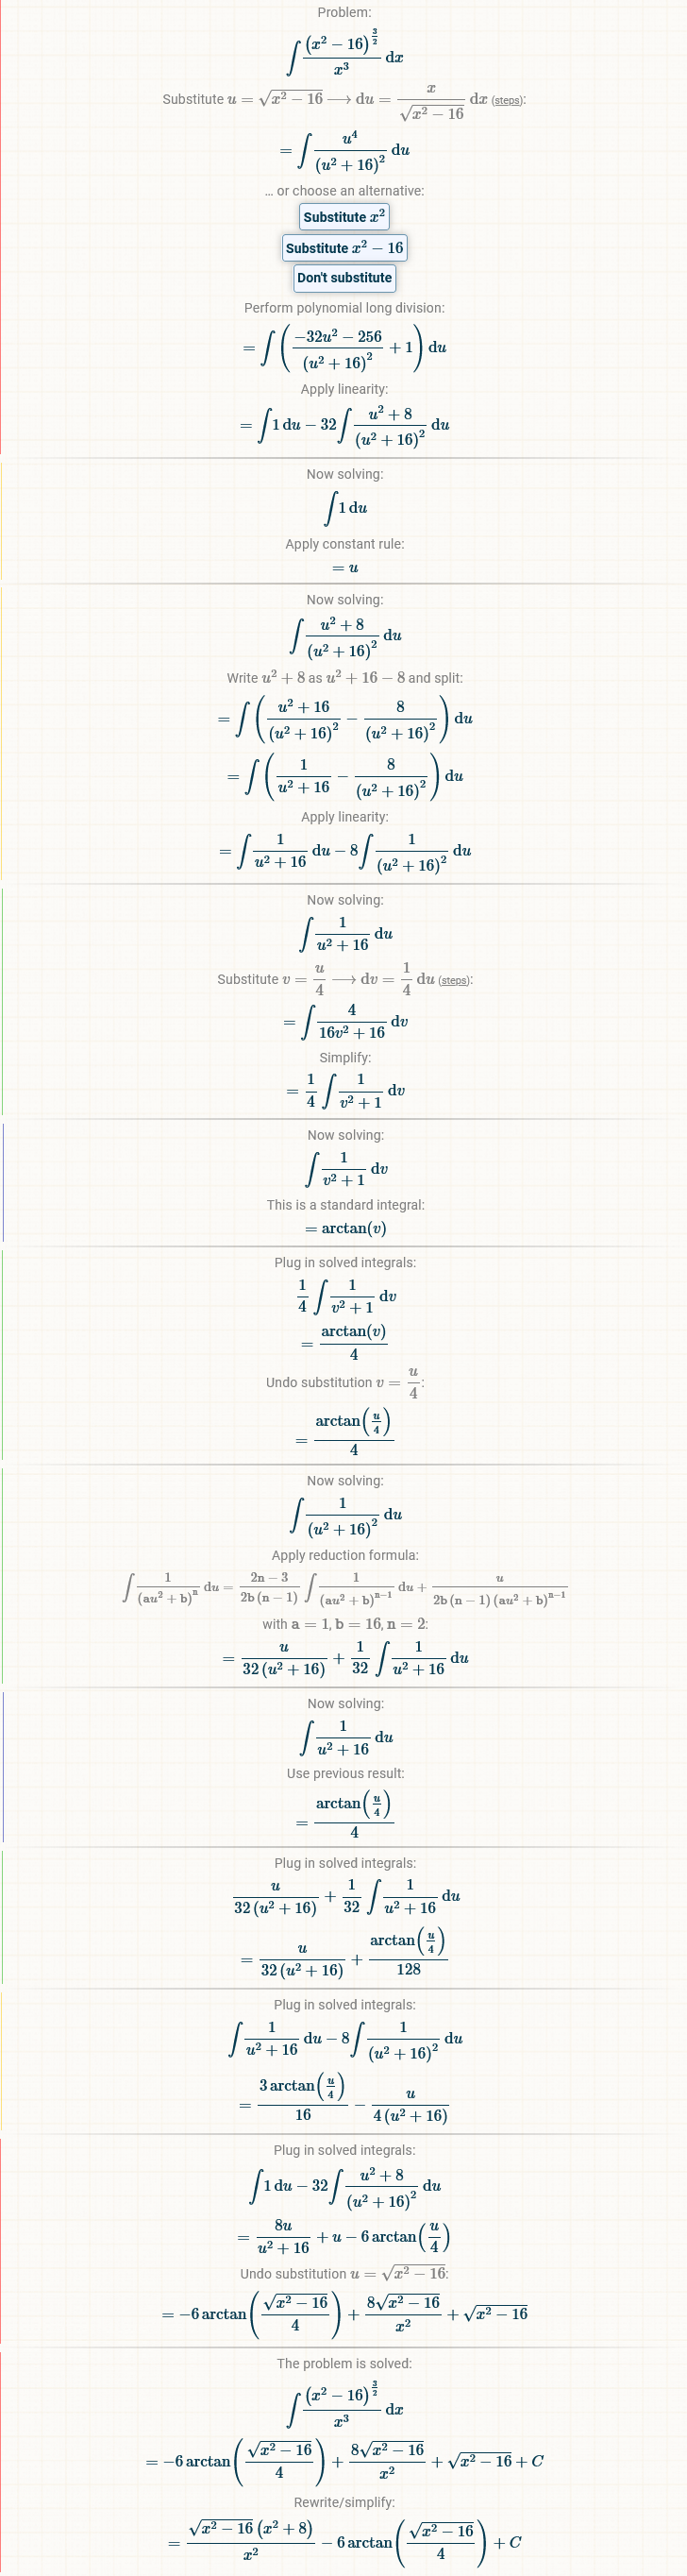 Problem:
∫ (x² − 16)^(3/2) / x³ dx
Substitute u = √(x² − 16) ⟶ du = x / √(x² − 16) dx (steps):
= ∫ u⁴ / (u² + 16)² du
… or choose an alternative:
Substitute x²
Substitute x² − 16
Don't substitute
Perform polynomial long division:
= ∫ ( (−32u² − 256) / (u² + 16)² + 1 ) du
Apply linearity:
= ∫ 1 du − 32 ∫ (u² + 8) / (u² + 16)² du
Now solving:
∫ 1 du
Apply constant rule:
= u
Now solving:
∫ (u² + 8) / (u² + 16)² du
Write u² + 8 as u² + 16 − 8 and split:
= ∫ ( (u² + 16) / (u² + 16)² − 8 / (u² + 16)² ) du
= ∫ ( 1 / (u² + 16) − 8 / (u² + 16)² ) du
Apply linearity:
= ∫ 1 / (u² + 16) du − 8 ∫ 1 / (u² + 16)² du
Now solving:
∫ 1 / (u² + 16) du
Substitute v = u/4 ⟶ dv = 1/4 du (steps):
= ∫ 4 / (16v² + 16) dv
Simplify:
= 1/4 ∫ 1 / (v² + 1) dv
Now solving:
∫ 1 / (v² + 1) dv
This is a standard integral:
= arctan(v)
Plug in solved integrals:
1/4 ∫ 1 / (v² + 1) dv
= arctan(v) / 4
Undo substitution v = u/4:
= arctan(u/4) / 4
Now solving:
∫ 1 / (u² + 16)² du
Apply reduction formula:
∫ 1 / (au² + b)ⁿ du = (2n − 3) / (2b (n − 1)) ∫ 1 / (au² + b)ⁿ⁻¹ du + u / (2b (n − 1) (au² + b)ⁿ⁻¹)
with a = 1, b = 16, n = 2:
= u / (32 (u² + 16)) + 1/32 ∫ 1 / (u² + 16) du
Now solving:
∫ 1 / (u² + 16) du
Use previous result:
= arctan(u/4) / 4
Plug in solved integrals:
u / (32 (u² + 16)) + 1/32 ∫ 1 / (u² + 16) du
= u / (32 (u² + 16)) + arctan(u/4) / 128
Plug in solved integrals:
∫ 1 / (u² + 16) du − 8 ∫ 1 / (u² + 16)² du
= 3 arctan(u/4) / 16 − u / (4 (u² + 16))
Plug in solved integrals:
∫ 1 du − 32 ∫ (u² + 8) / (u² + 16)² du
= 8u / (u² + 16) + u − 6 arctan(u/4)
Undo substitution u = √(x² − 16):
= −6 arctan(√(x² − 16) / 4) + 8√(x² − 16) / x² + √(x² − 16)
The problem is solved:
∫ (x² − 16)^(3/2) / x³ dx
= −6 arctan(√(x² − 16) / 4) + 8√(x² − 16) / x² + √(x² − 16) + C
Rewrite/simplify:
= √(x² − 16) (x² + 8) / x² − 6 arctan(√(x² − 16) / 4) + C